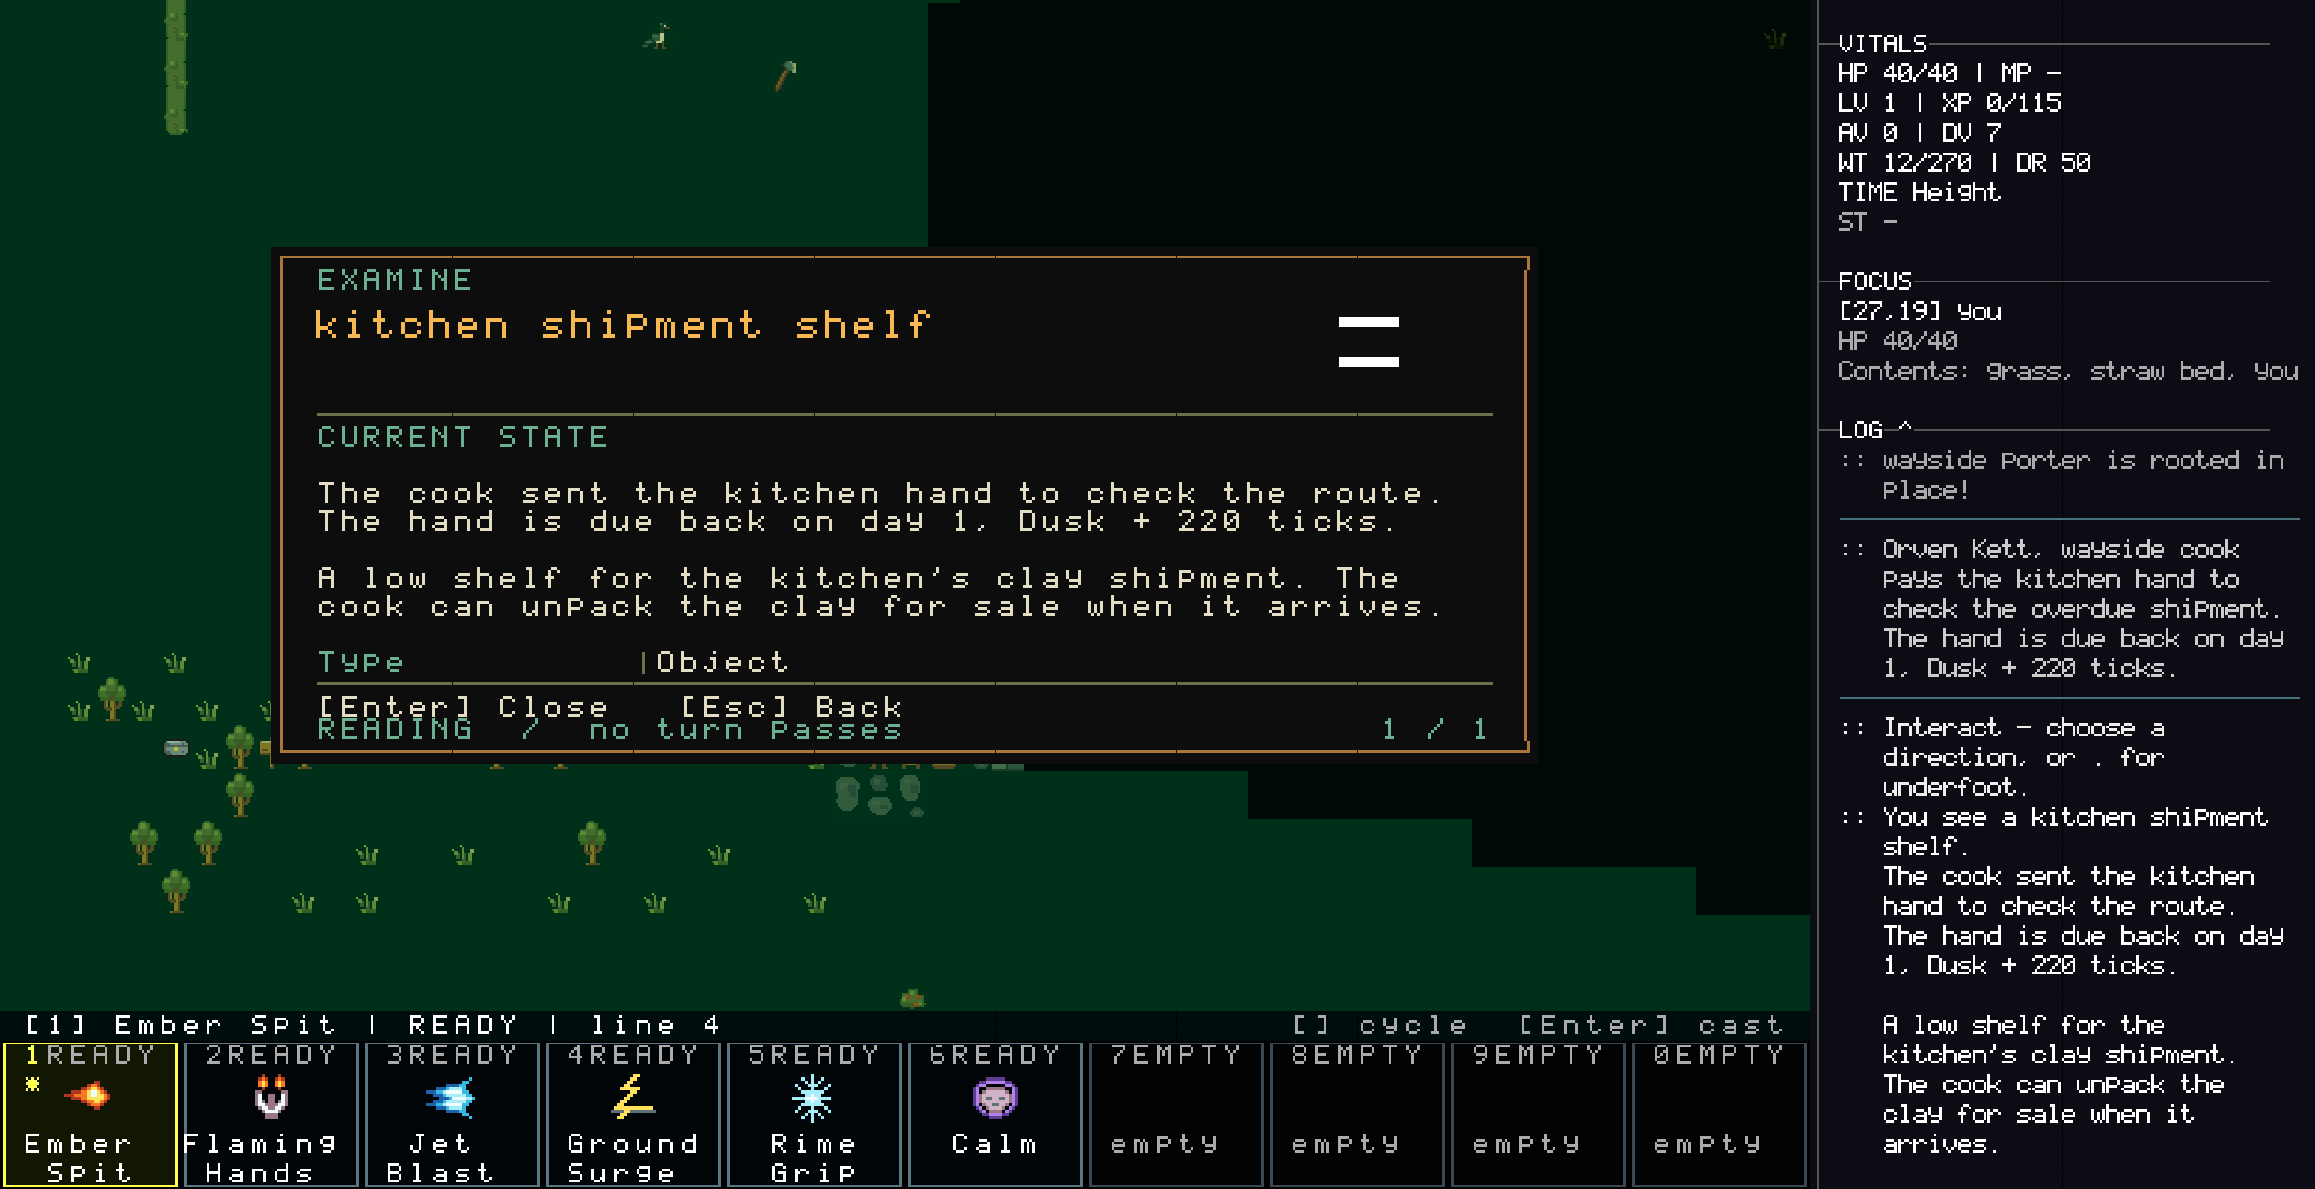 EXAMINE
kitchen shipment shelf
CURRENT STATE
The cook sent the kitchen hand to check the route.
The hand is due back on day 1, Dusk + 220 ticks.
A low shelf for the kitchen's clay shipment. The
cook can unpack the clay for sale when it arrives.
Type |Object
[Enter] Close [Esc] Back
READING / no turn passes 1 / 1
[1] Ember Spit | READY | line 4 [] cycle [Enter] cast
1READY 2READY 3READY 4READY 5READY 6READY 7EMPTY 8EMPTY 9EMPTY 0EMPTY
*
Ember Flaming Jet Ground Rime Calm empty empty empty empty
Spit Hands Blast Surge Grip
VITALS
HP 40/40 | MP -
LV 1 | XP 0/115
AV 0 | DV 7
WT 12/270 | DR 50
TIME Height
ST -
FOCUS
[27,19] you
HP 40/40
Contents: grass, straw bed, you
LOG ^
:: wayside porter is rooted in
place!
:: Orven Kett, wayside cook
pays the kitchen hand to
check the overdue shipment.
The hand is due back on day
1, Dusk + 220 ticks.
:: Interact - choose a
direction, or . for
underfoot.
:: You see a kitchen shipment
shelf.
The cook sent the kitchen
hand to check the route.
The hand is due back on day
1, Dusk + 220 ticks.
A low shelf for the
kitchen's clay shipment.
The cook can unpack the
clay for sale when it
arrives.